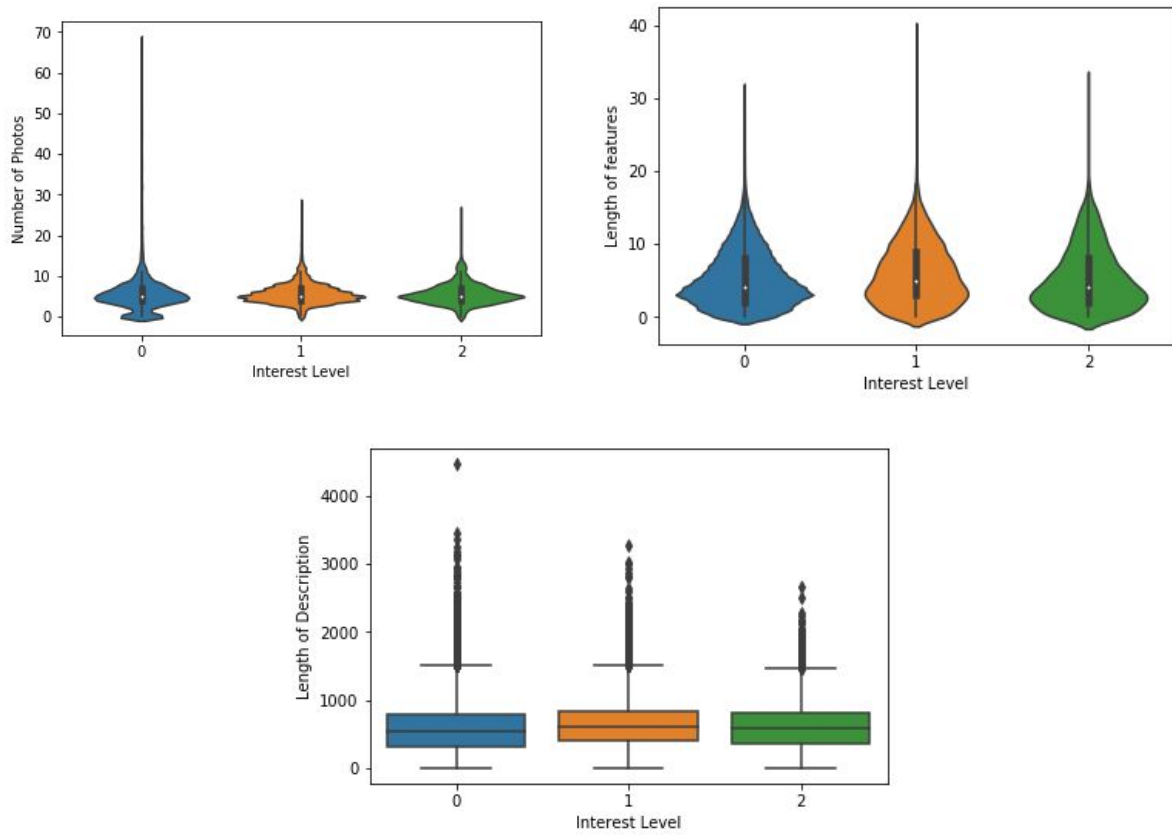 70
60
50
40
30
20
10
0
Number of Photos
0 1 2
Interest Level
40
30
20
10
0
Length of features
0 1 2
Interest Level
4000
3000
2000
1000
0
Length of Description
0 1 2
Interest Level